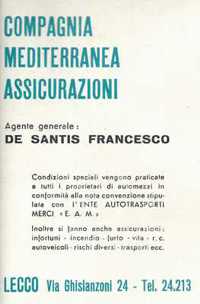 COMPAGNIA
MEDITERRANEA
ASSICURAZIONI
Agente generale:
DE SANTIS FRANCESCO
Condizioni speciali vengono praticate
a tutti i proprietari di automezzi in
conformità alla nota convenzione stipu-
lata con l'ENTE AUTOTRASPORTI
MERCI « E. A. M.»
Inoltre si fanno anche assicurazioni:
infortuni - incendio - furto - vita - r. c.
autoveicoli - rischi diversi - trasporti ecc.
LECCO Via Ghislanzoni 24 - Tel. 24.213